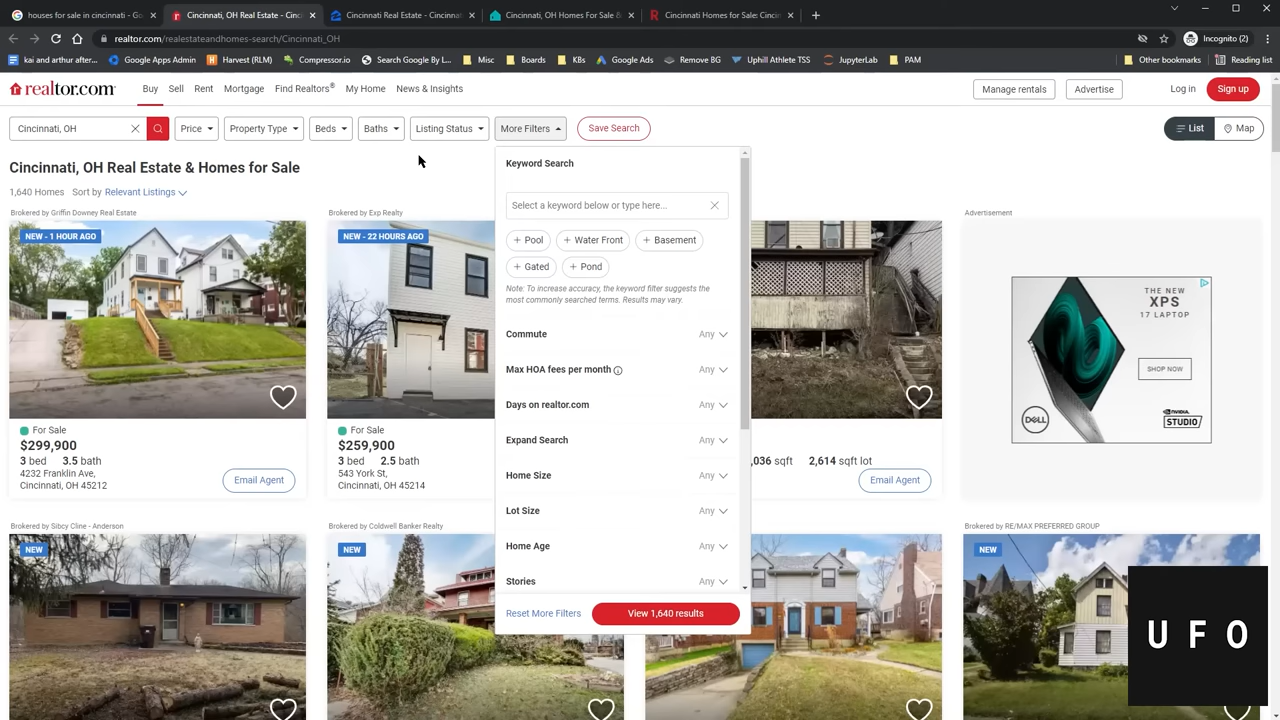 houses for sale in cincinnati - Go
Cincinnati, OH Real Estate - Ho
Cincinnati Real Estate - Cincinnati
Cincinnati, OH Homes For Sale &
Cincinnati Homes for Sale: Cincinn
Incognito (2)
realtor.com/realestateandhomes-search/Cincinnati_OH
kai and arthur after...
Google Apps Admin
Harvest (RLM)
Compressor.io
Search Google By L...
Misc
Boards
KBs
Google Ads
Remove BG
Uphill Athlete TSS
JupyterLab
PAM
Other bookmarks
Reading list
realtor.com®
Buy
Sell
Rent
Mortgage
Find Realtors®
My Home
News & Insights
Manage rentals
Advertise
Log in
Sign up
Cincinnati, OH
Price
Property Type
Beds
Baths
Listing Status
More Filters
Save Search
List
Map
Cincinnati, OH Real Estate & Homes for Sale
1,640 Homes
Sort by Relevant Listings
Brokered by Griffin Downey Real Estate
NEW - 1 HOUR AGO
For Sale
$299,900
3 bed 3.5 bath
4232 Franklin Ave,
Cincinnati, OH 45212
Email Agent
Brokered by Exp Realty
NEW - 22 HOURS AGO
For Sale
$259,900
3 bed 2.5 bath
543 York St,
Cincinnati, OH 45214
Keyword Search
Select a keyword below or type here...
+ Pool
+ Water Front
+ Basement
+ Gated
+ Pond
Note: To increase accuracy, the keyword filter suggests the
most commonly searched terms. Results may vary.
Commute Any
Max HOA fees per month Any
Days on realtor.com Any
Expand Search Any
Home Size Any
Lot Size Any
Home Age Any
Stories Any
Reset More Filters
View 1,640 results
,036 sqft 2,614 sqft lot
Email Agent
Advertisement
THE NEW
XPS
17 LAPTOP
SHOP NOW
DELL
NVIDIA
STUDIO
Brokered by Sibcy Cline - Anderson
NEW
Brokered by Coldwell Banker Realty
NEW
Brokered by RE/MAX PREFERRED GROUP
NEW
UFO